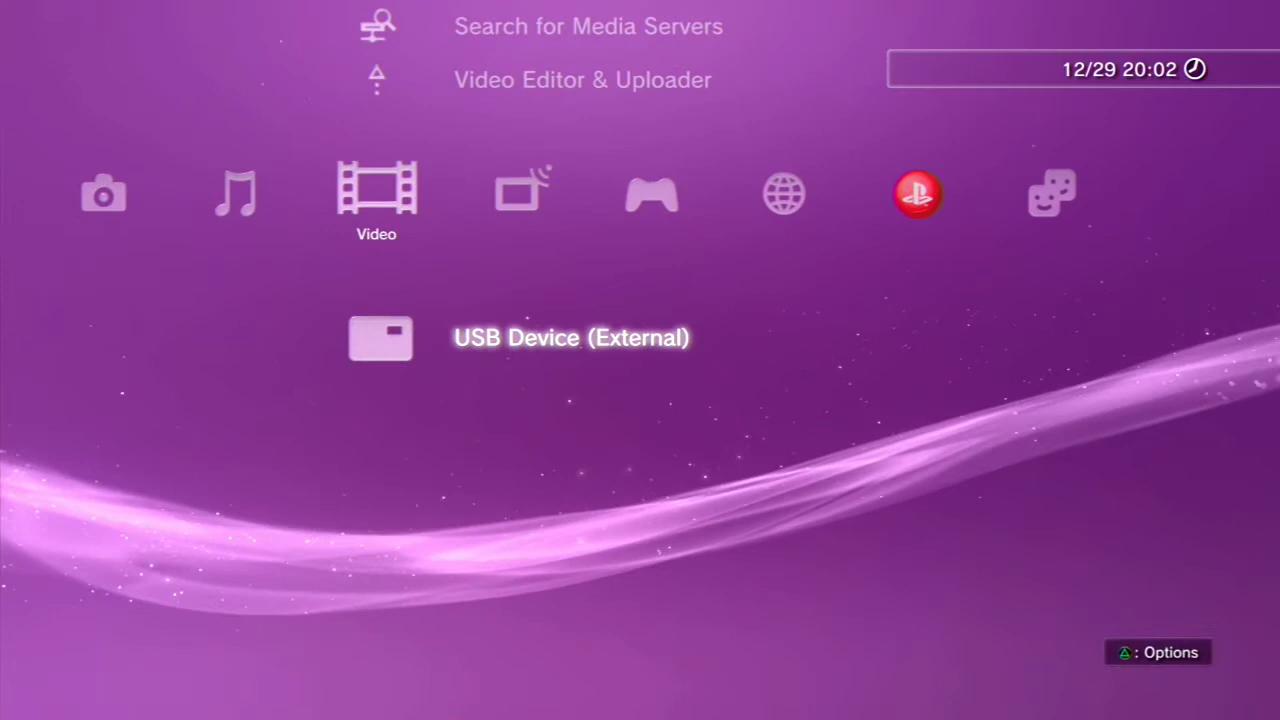 Search for Media Servers
Video Editor & Uploader
12/29 20:02
Video
USB Device (External)
: Options